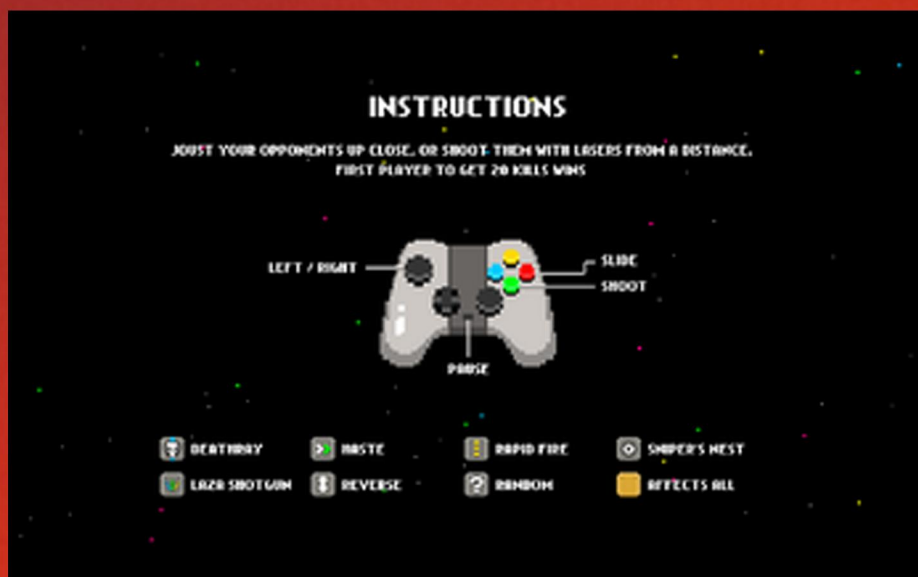 INSTRUCTIONS
JOUST YOUR OPPONENTS UP CLOSE, OR SHOOT THEM WITH LASERS FROM A DISTANCE.
FIRST PLAYER TO GET 20 KILLS WINS
LEFT / RIGHT
SLIDE
SHOOT
PAUSE
DEATHRAY HASTE RAPID FIRE SNIPER'S NEST
LAZA SHOTGUN REVERSE ? RANDOM AFFECTS ALL